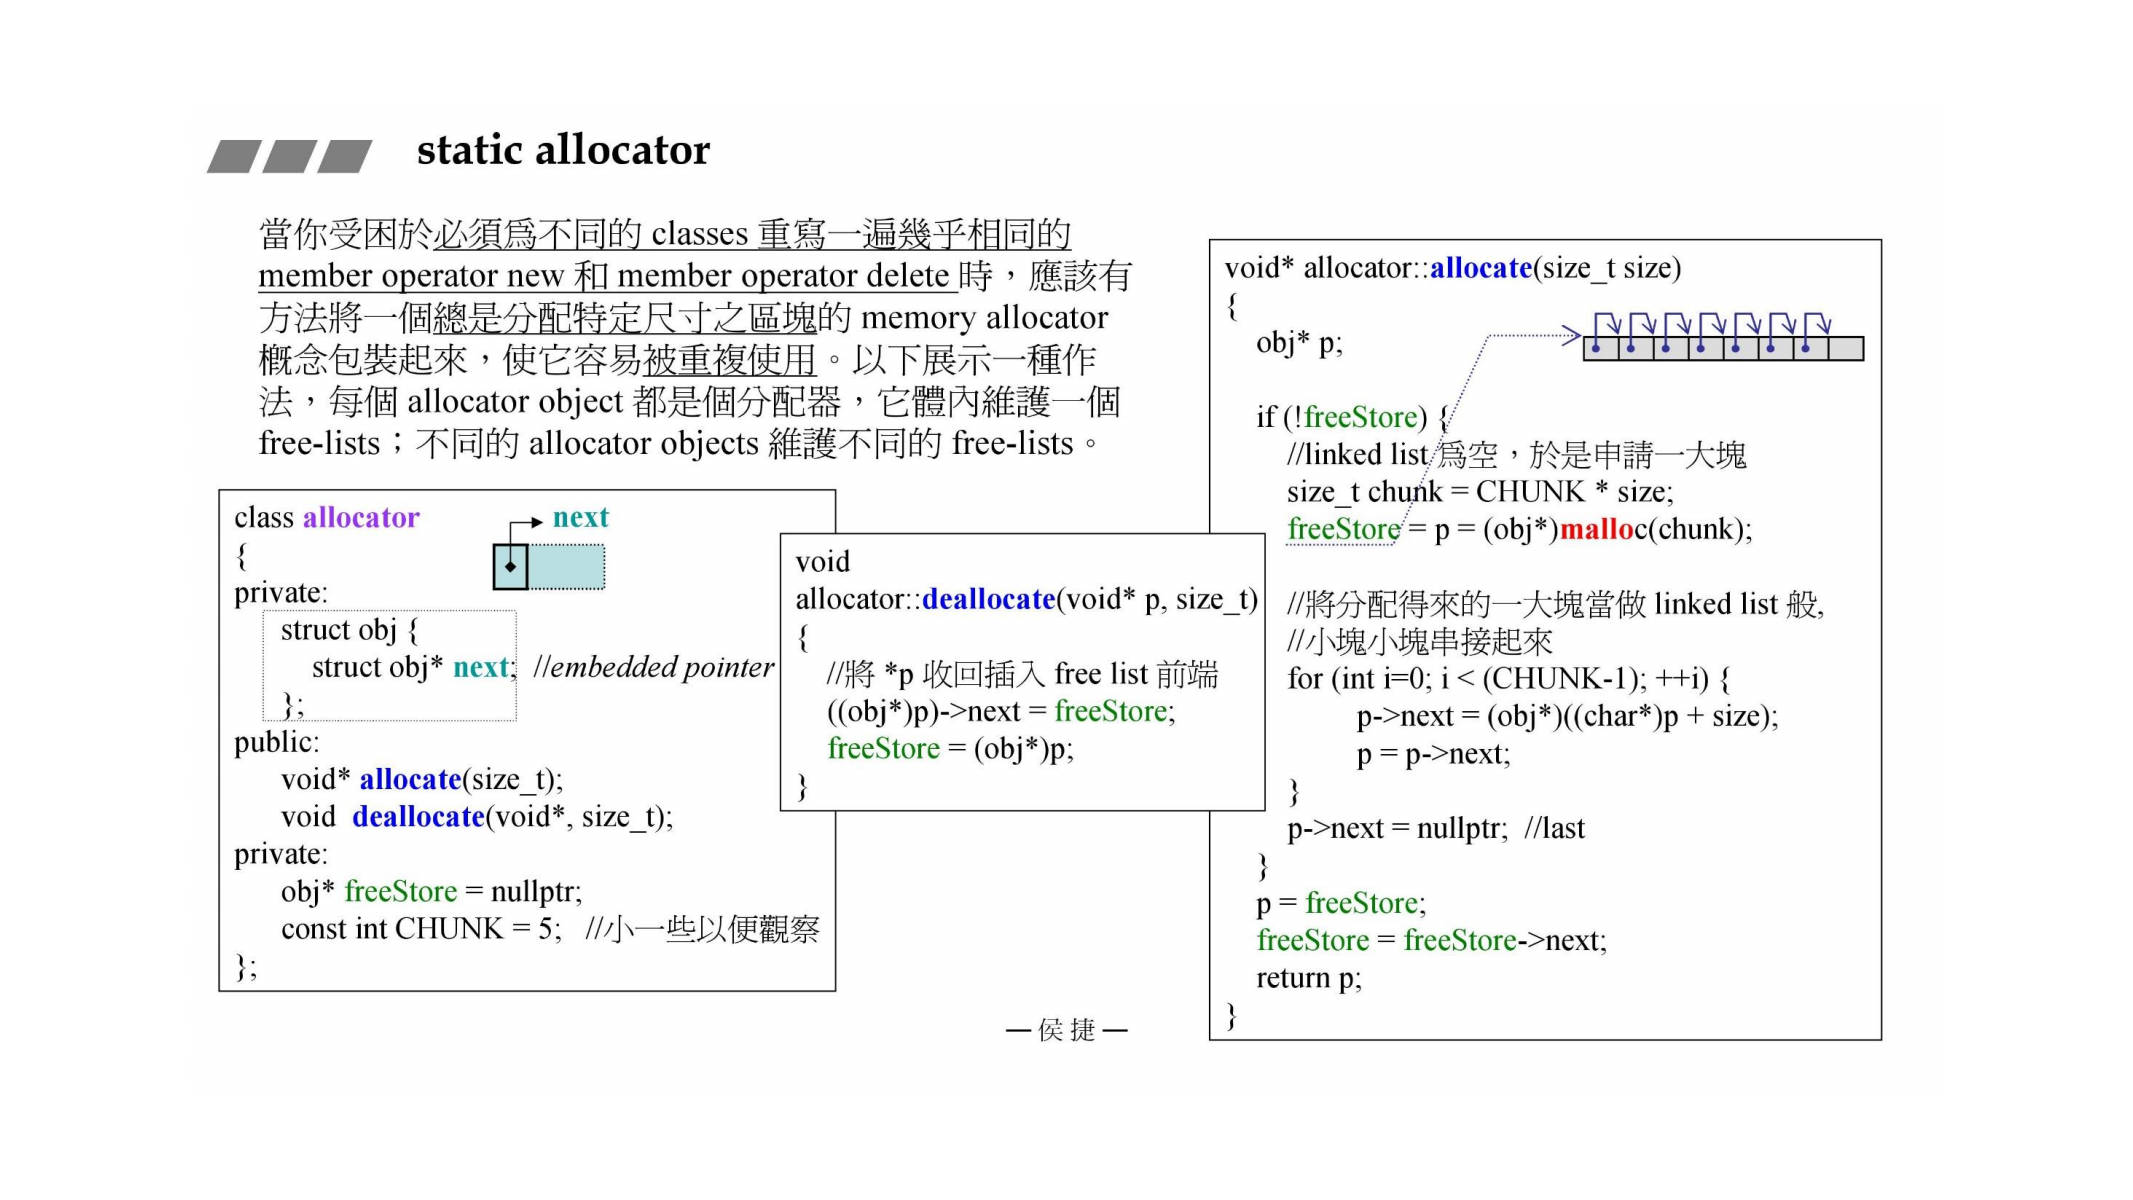 static allocator
當你受困於必須爲不同的 classes 重寫一遍幾乎相同的
member operator new 和 member operator delete 時，應該有
方法將一個總是分配特定尺寸之區塊的 memory allocator
概念包裝起來，使它容易被重複使用。以下展示一種作
法，每個 allocator object 都是個分配器，它體內維護一個
free-lists；不同的 allocator objects 維護不同的 free-lists。
class allocator
next
{
private:
struct obj {
struct obj* next; //embedded pointer
};
public:
void* allocate(size_t);
void deallocate(void*, size_t);
private:
obj* freeStore = nullptr;
const int CHUNK = 5; //小一些以便觀察
};
void
allocator::deallocate(void* p, size_t)
{
//將 *p 收回插入 free list 前端
((obj*)p)->next = freeStore;
freeStore = (obj*)p;
}
void* allocator::allocate(size_t size)
{
obj* p;
if (!freeStore) {
//linked list 爲空，於是申請一大塊
size_t chunk = CHUNK * size;
freeStore = p = (obj*)malloc(chunk);
//將分配得來的一大塊當做 linked list 般,
//小塊小塊串接起來
for (int i=0; i < (CHUNK-1); ++i) {
p->next = (obj*)((char*)p + size);
p = p->next;
}
p->next = nullptr; //last
}
p = freeStore;
freeStore = freeStore->next;
return p;
}
— 侯捷 —